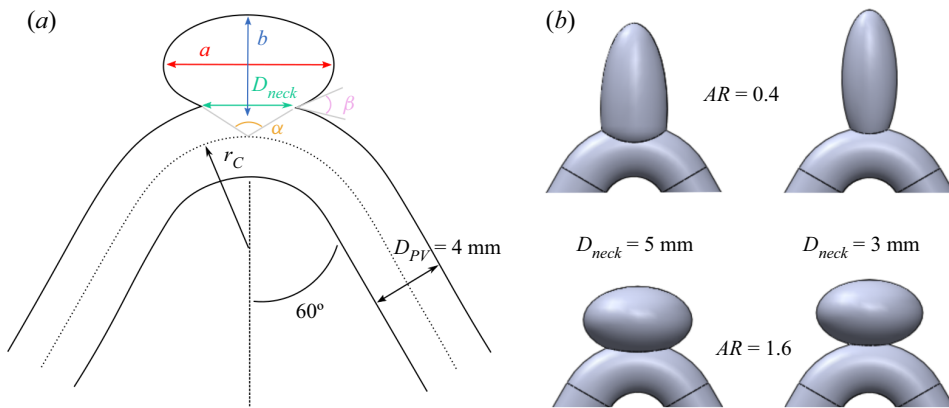 (a)
b
a
D_neck
β
α
r_C
D_PV = 4 mm
60º
(b)
AR = 0.4
D_neck = 5 mm
D_neck = 3 mm
AR = 1.6